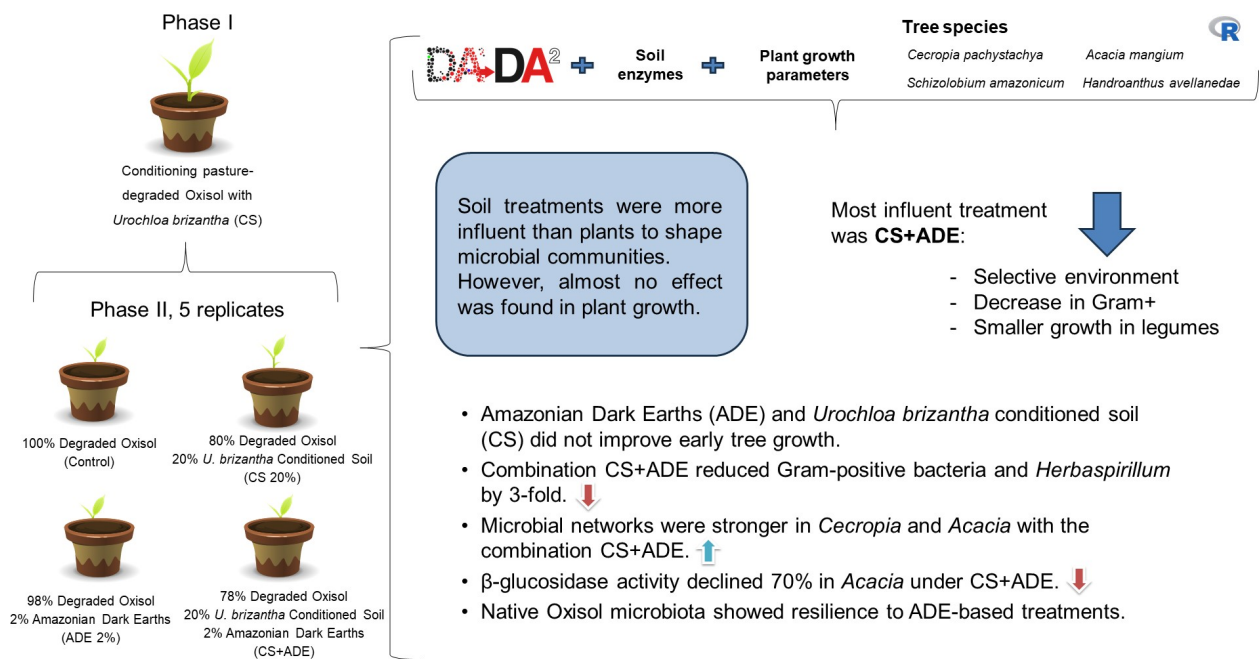 Phase I
Conditioning pasture-
degraded Oxisol with
Urochloa brizantha (CS)
Phase II, 5 replicates
100% Degraded Oxisol
(Control)
80% Degraded Oxisol
20% U. brizantha Conditioned Soil
(CS 20%)
98% Degraded Oxisol
2% Amazonian Dark Earths
(ADE 2%)
78% Degraded Oxisol
20% U. brizantha Conditioned Soil
2% Amazonian Dark Earths
(CS+ADE)
DADA2
Soil
enzymes
Plant growth
parameters
Tree species
Cecropia pachystachya
Acacia mangium
Schizolobium amazonicum
Handroanthus avellanedae
R
Soil treatments were more
influent than plants to shape
microbial communities.
However, almost no effect
was found in plant growth.
Most influent treatment
was CS+ADE:
- Selective environment
- Decrease in Gram+
- Smaller growth in legumes
• Amazonian Dark Earths (ADE) and Urochloa brizantha conditioned soil
(CS) did not improve early tree growth.
• Combination CS+ADE reduced Gram-positive bacteria and Herbaspirillum
by 3-fold.
• Microbial networks were stronger in Cecropia and Acacia with the
combination CS+ADE.
• β-glucosidase activity declined 70% in Acacia under CS+ADE.
• Native Oxisol microbiota showed resilience to ADE-based treatments.